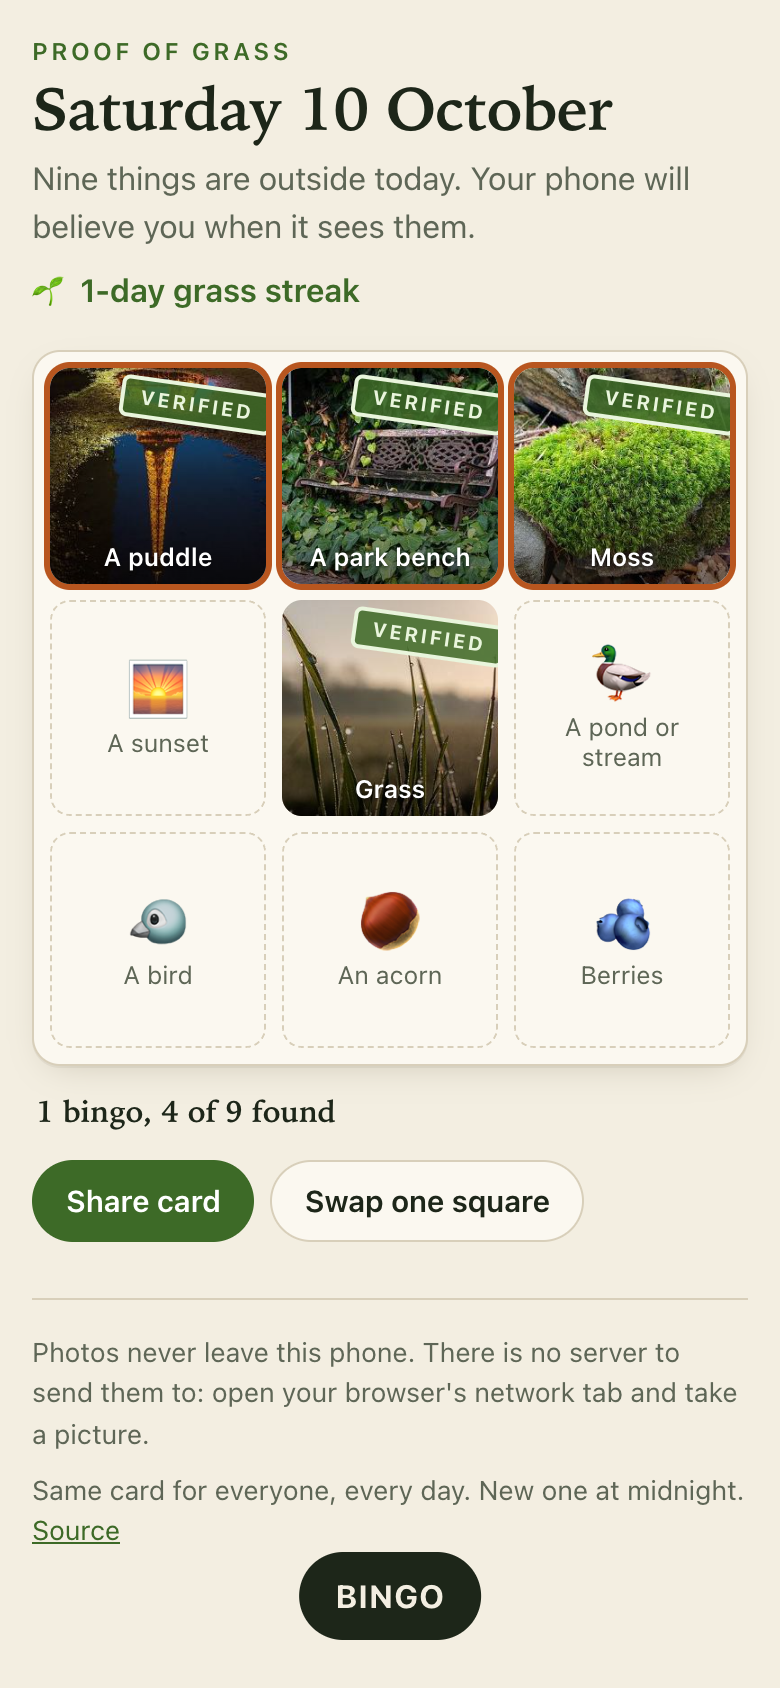 PROOF OF GRASS
Saturday 10 October
Nine things are outside today. Your phone will
believe you when it sees them.
1-day grass streak
VERIFIED
A puddle
VERIFIED
A park bench
VERIFIED
Moss
A sunset
VERIFIED
Grass
A pond or
stream
A bird
An acorn
Berries
1 bingo, 4 of 9 found
Share card
Swap one square
Photos never leave this phone. There is no server to
send them to: open your browser's network tab and take
a picture.
Same card for everyone, every day. New one at midnight.
Source
BINGO